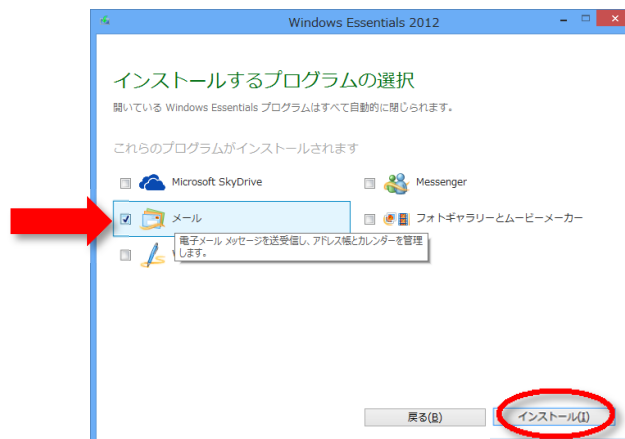 Windows Essentials 2012
インストールするプログラムの選択
開いている Windows Essentials プログラムはすべて自動的に閉じられます。
これらのプログラムがインストールされます
Microsoft SkyDrive
Messenger
メール
フォトギャラリーとムービーメーカー
電子メール メッセージを送受信し、アドレス帳とカレンダーを管理
します。
戻る(B)
インストール(I)